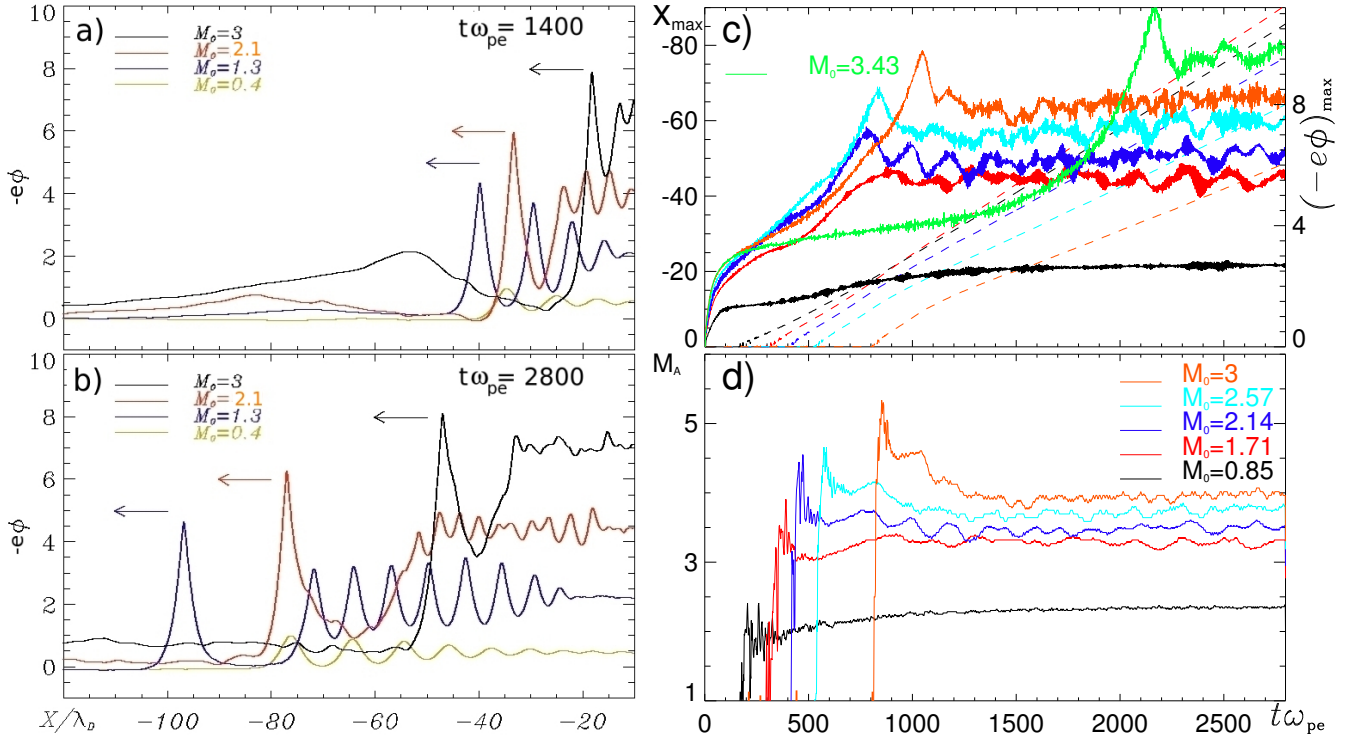 a)
tω_pe = 1400
M₀=3
M₀=2.1
M₀=1.3
M₀=0.4
-eϕ
10
8
6
4
2
0
b)
tω_pe = 2800
M₀=3
M₀=2.1
M₀=1.3
M₀=0.4
-eϕ
10
8
6
4
2
0
X/λ_D
−100
−80
−60
−40
−20
c)
X_max
-80
-60
-40
-20
0
M₀=3.43
8
4
0
(−eϕ)_max
d)
M_A
5
3
1
M₀=3
M₀=2.57
M₀=2.14
M₀=1.71
M₀=0.85
0
500
1000
1500
2000
2500
tω_pe